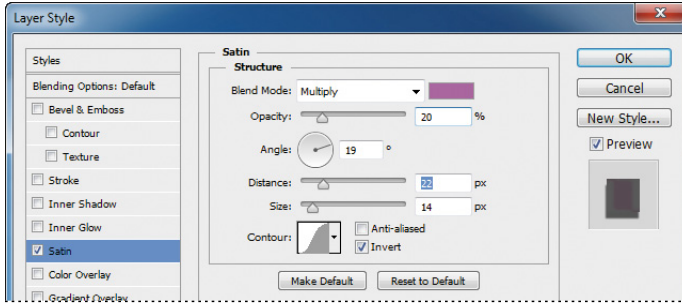 Layer Style
Styles
Blending Options: Default
Bevel & Emboss
Contour
Texture
Stroke
Inner Shadow
Inner Glow
Satin
Color Overlay
Gradient Overlay
Satin
Structure
Blend Mode: Multiply
Opacity: 20 %
Angle: 19 °
Distance: 22 px
Size: 14 px
Contour: Anti-aliased
Invert
Make Default Reset to Default
OK
Cancel
New Style...
Preview